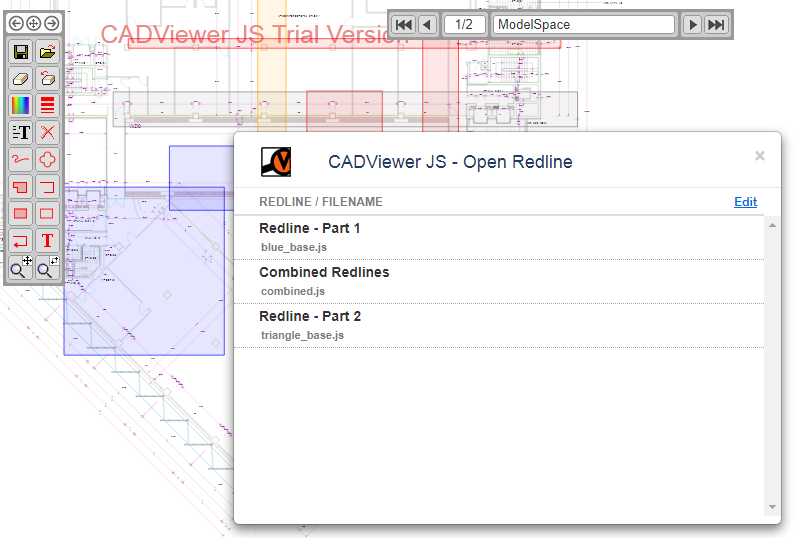 CADViewer JS Trial Version
1/2
ModelSpace
T
T
CADViewer JS - Open Redline
×
REDLINE / FILENAME
Edit
Redline - Part 1
blue_base.js
Combined Redlines
combined.js
Redline - Part 2
triangle_base.js